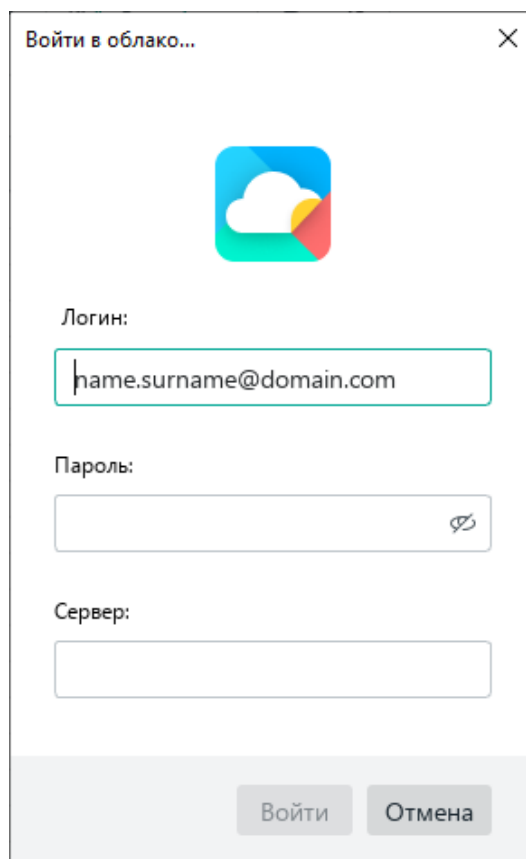 Войти в облако...
Логин:
name.surname@domain.com
Пароль:
Сервер:
Войти
Отмена